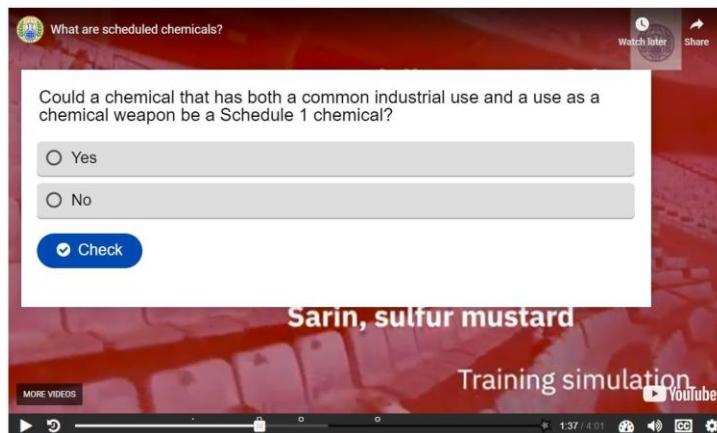 What are scheduled chemicals?
Watch later
Share
Could a chemical that has both a common industrial use and a use as a
chemical weapon be a Schedule 1 chemical?
Yes
No
Check
Sarin, sulfur mustard
Training simulation
MORE VIDEOS
YouTube
1:37 / 4:01
CC